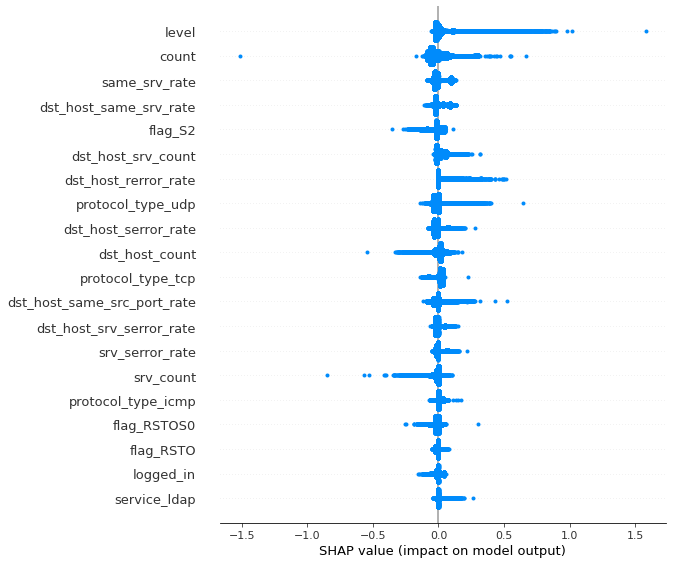 level
count
same_srv_rate
dst_host_same_srv_rate
flag_S2
dst_host_srv_count
dst_host_rerror_rate
protocol_type_udp
dst_host_serror_rate
dst_host_count
protocol_type_tcp
dst_host_same_src_port_rate
dst_host_srv_serror_rate
srv_serror_rate
srv_count
protocol_type_icmp
flag_RSTOS0
flag_RSTO
logged_in
service_ldap
−1.5 −1.0 −0.5 0.0 0.5 1.0 1.5
SHAP value (impact on model output)